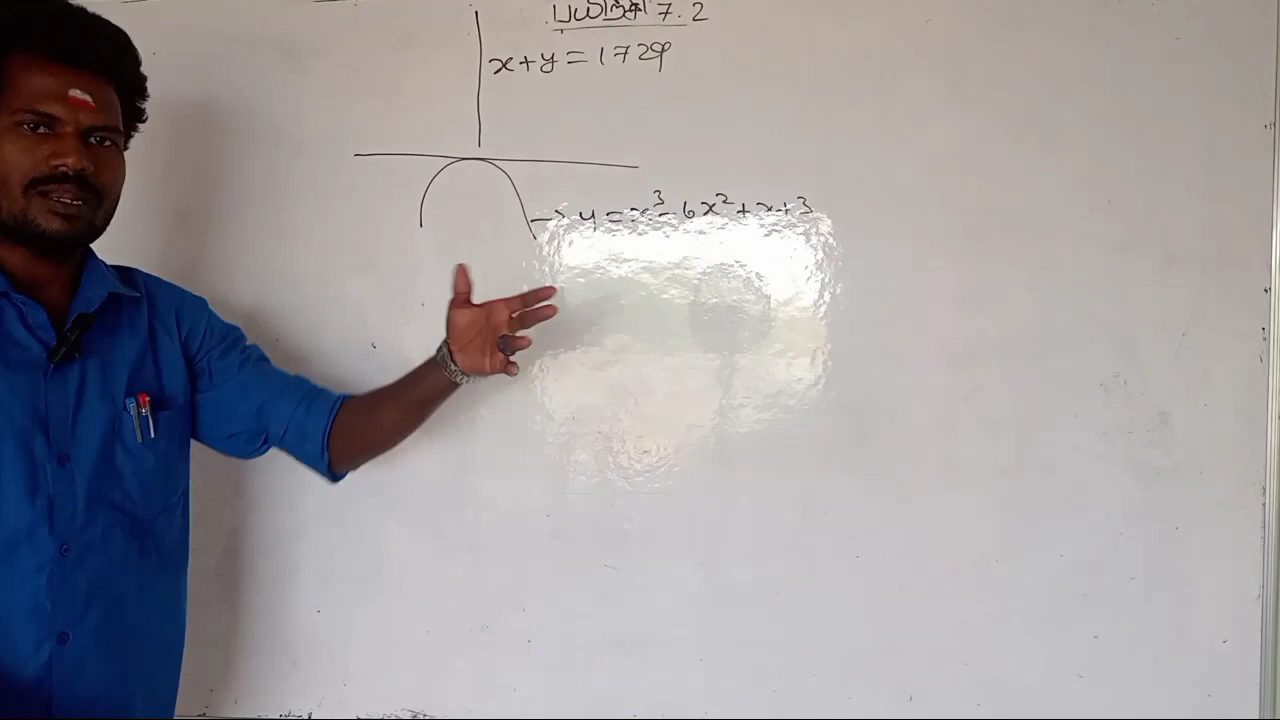 பயிற்சி 7.2
x+y = 1729
→ y = x³ - 6x² + x + 3